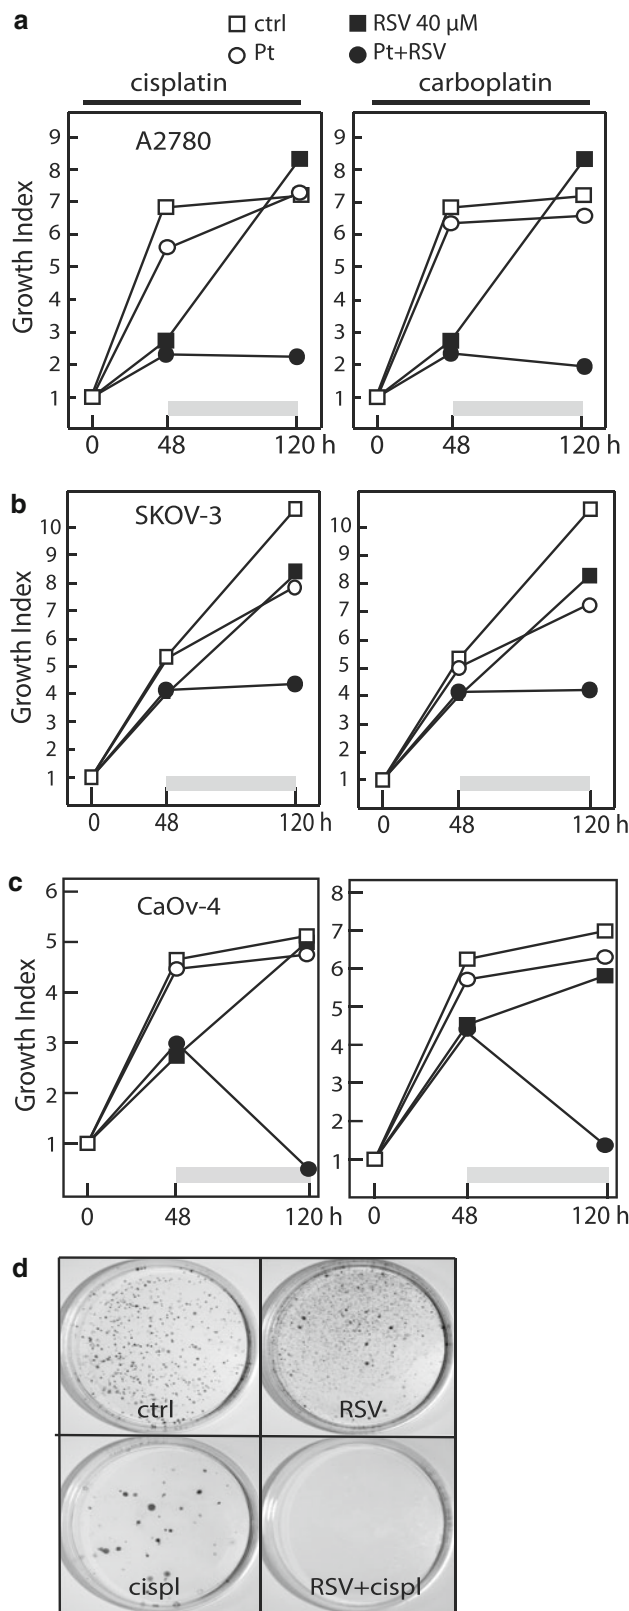 a
ctrl
RSV 40 µM
Pt
Pt+RSV
cisplatin
carboplatin
A2780
Growth Index
9
8
7
6
5
4
3
2
1
0
48
120 h
9
8
7
6
5
4
3
2
1
0
48
120 h
b
SKOV-3
Growth Index
10
9
8
7
6
5
4
3
2
1
0
48
120 h
10
9
8
7
6
5
4
3
2
1
0
48
120 h
c
CaOv-4
Growth Index
6
5
4
3
2
1
0
48
120 h
8
7
6
5
4
3
2
1
0
48
120 h
d
ctrl
RSV
cispl
RSV+cispl